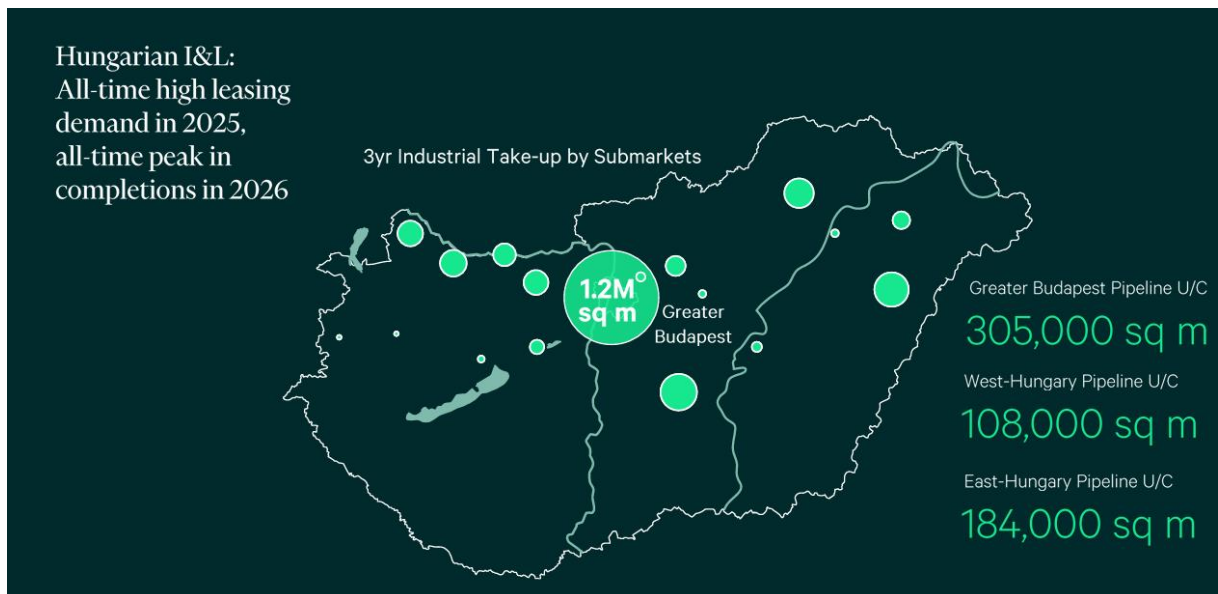 Hungarian I&L:
All-time high leasing
demand in 2025,
all-time peak in
completions in 2026
3yr Industrial Take-up by Submarkets
1.2M
sq m
Greater
Budapest
Greater Budapest Pipeline U/C
305,000 sq m
West-Hungary Pipeline U/C
108,000 sq m
East-Hungary Pipeline U/C
184,000 sq m